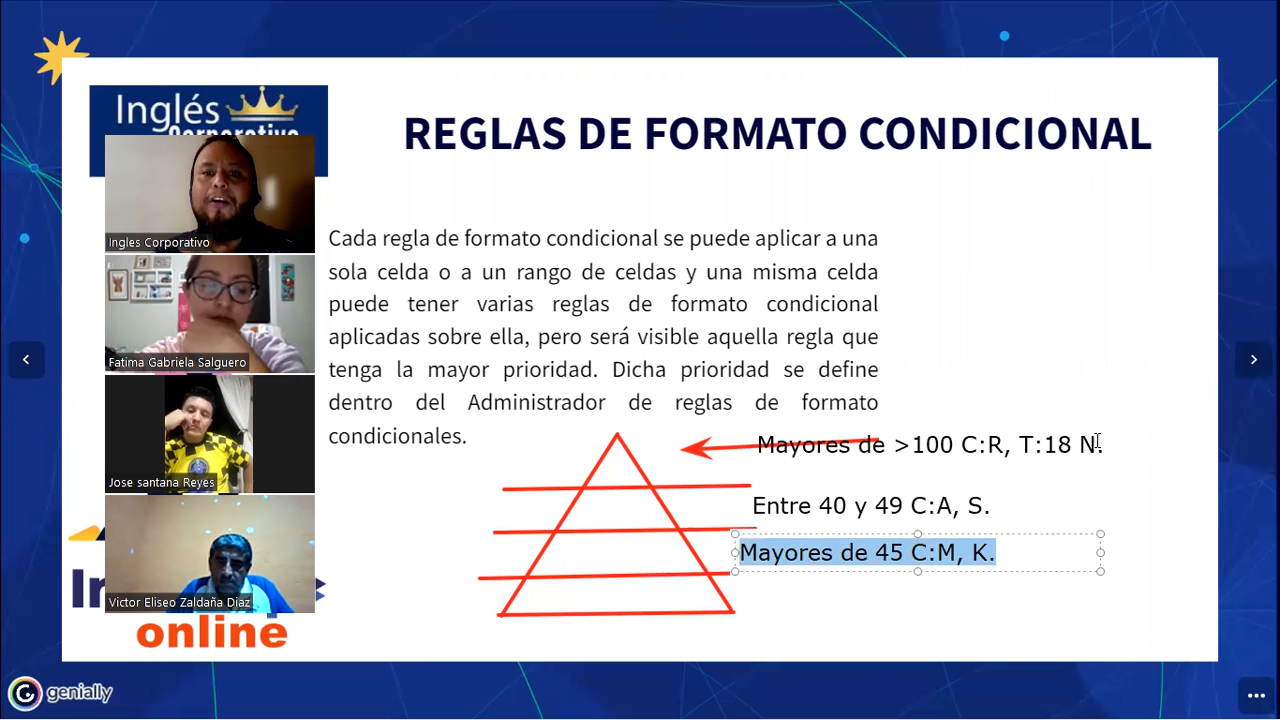 Inglés
Corporativo
REGLAS DE FORMATO CONDICIONAL
Ingles Corporativo
Fatima Gabriela Salguero
Jose santana Reyes
Victor Eliseo Zaldaña Diaz
Cada regla de formato condicional se puede aplicar a una
sola celda o a un rango de celdas y una misma celda
puede tener varias reglas de formato condicional
aplicadas sobre ella, pero será visible aquella regla que
tenga la mayor prioridad. Dicha prioridad se define
dentro del Administrador de reglas de formato
condicionales.
Mayores de >100 C:R, T:18 N.
Entre 40 y 49 C:A, S.
Mayores de 45 C:M, K.
online
genially